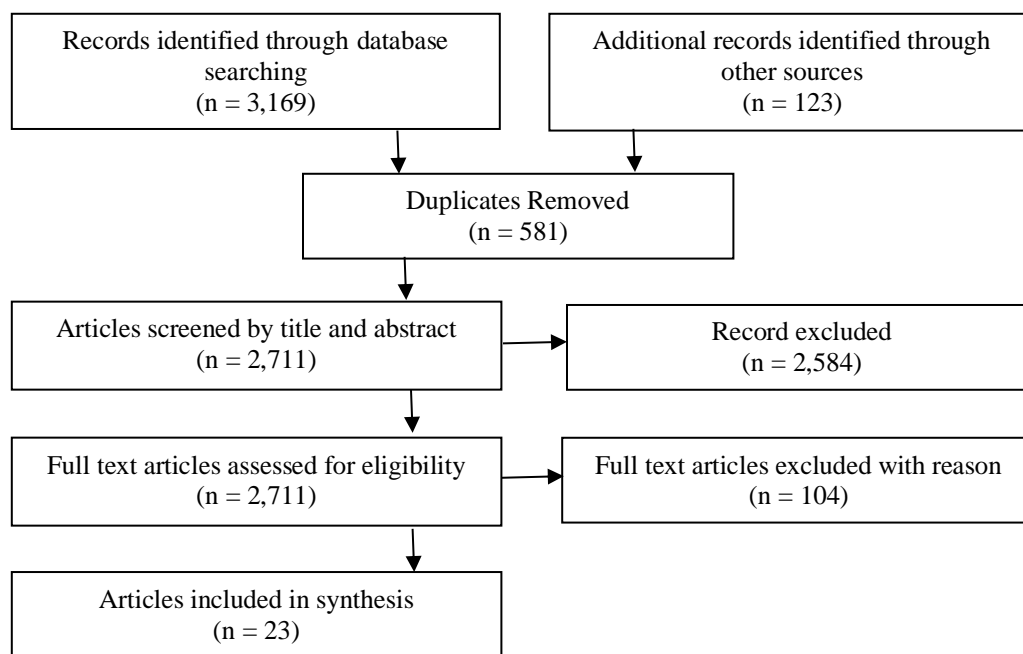 Records identified through database
searching
(n = 3,169)
Additional records identified through
other sources
(n = 123)
Duplicates Removed
(n = 581)
Articles screened by title and abstract
(n = 2,711)
Record excluded
(n = 2,584)
Full text articles assessed for eligibility
(n = 2,711)
Full text articles excluded with reason
(n = 104)
Articles included in synthesis
(n = 23)